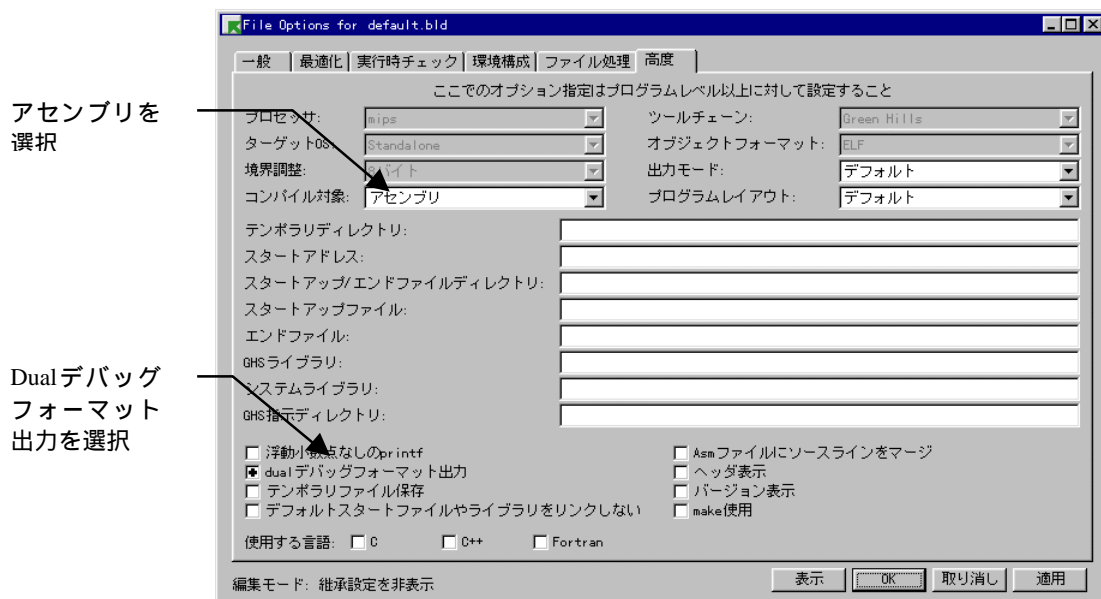 File Options for default.bld
一般 最適化 実行時チェック 環境構成 ファイル処理 高度
ここでのオプション指定はプログラムレベル以上に対して設定すること
アセンブリを
選択
プロセッサ: mips ツールチェーン: Green Hills
ターゲットOS: Standalone オブジェクトフォーマット: ELF
境界調整: 8バイト 出力モード: デフォルト
コンパイル対象: アセンブリ プログラムレイアウト: デフォルト
テンポラリディレクトリ:
スタートアドレス:
スタートアップ/エンドファイルディレクトリ:
スタートアップファイル:
エンドファイル:
GHSライブラリ:
システムライブラリ:
GHS指示ディレクトリ:
Dualデバッグ
フォーマット
出力を選択
浮動小数点なしのprintf Asmファイルにソースラインをマージ
dualデバッグフォーマット出力 ヘッダ表示
テンポラリファイル保存 バージョン表示
デフォルトスタートファイルやライブラリをリンクしない make使用
使用する言語: C C++ Fortran
編集モード: 継承設定を非表示 表示 OK 取り消し 適用